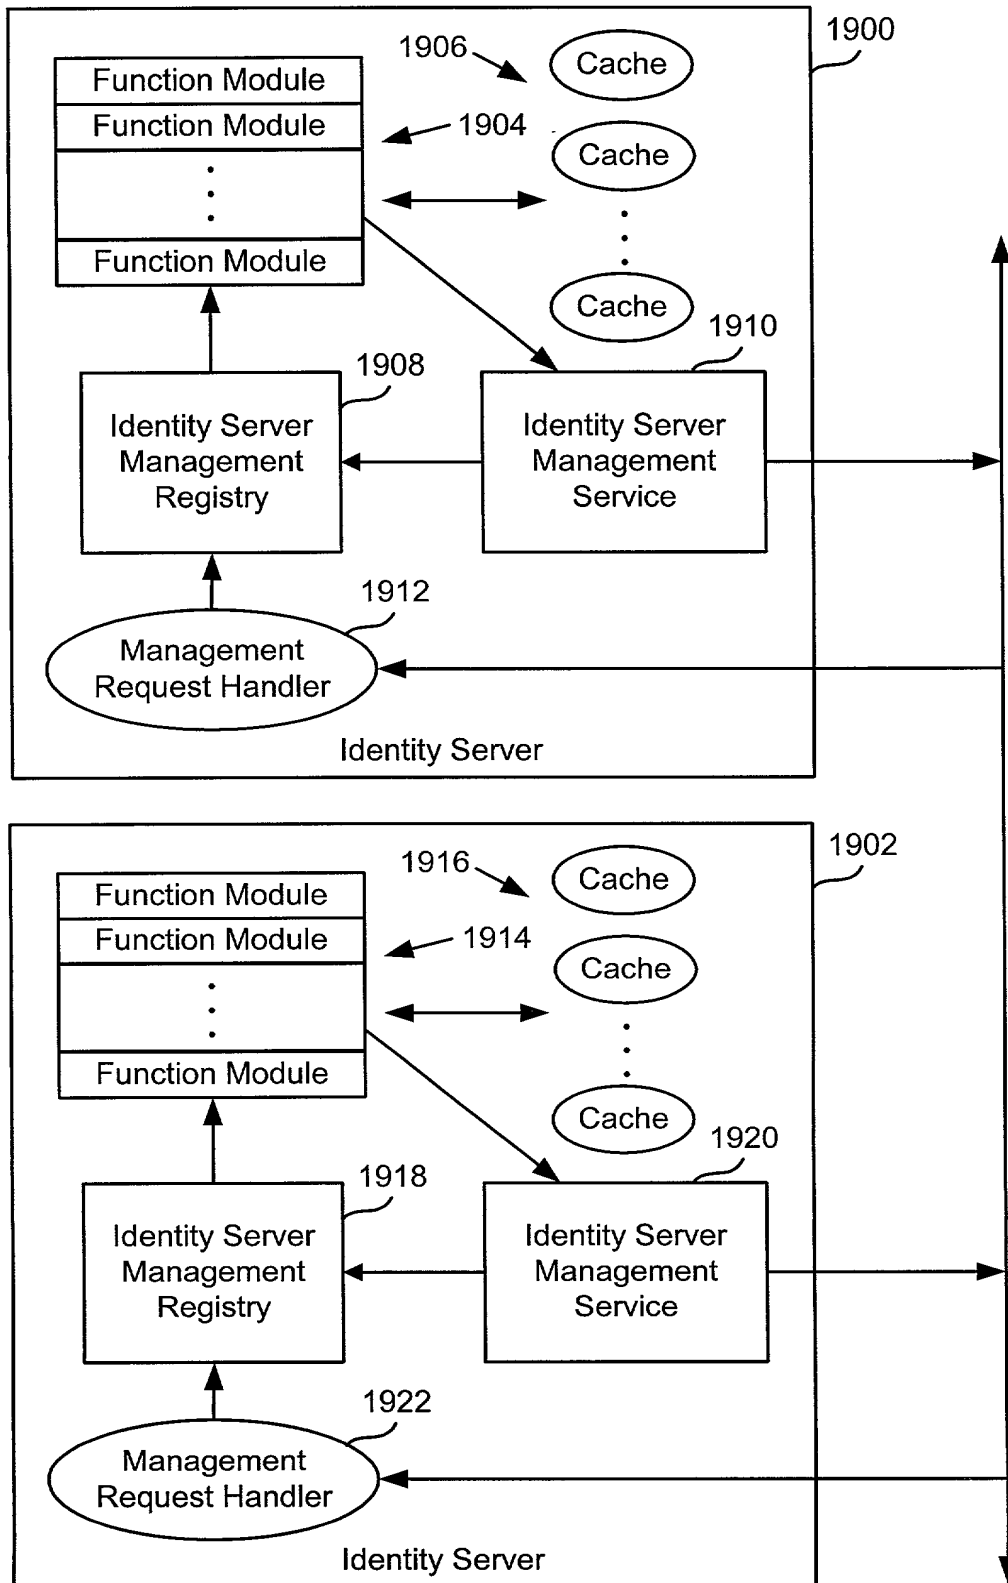 1900
1906
Cache
Function Module
Function Module
1904
Cache
Function Module
Cache
1910
1908
Identity Server
Management
Registry
Identity Server
Management
Service
1912
Management
Request Handler
Identity Server
1902
1916
Cache
Function Module
Function Module
1914
Cache
Function Module
Cache
1920
1918
Identity Server
Management
Registry
Identity Server
Management
Service
1922
Management
Request Handler
Identity Server